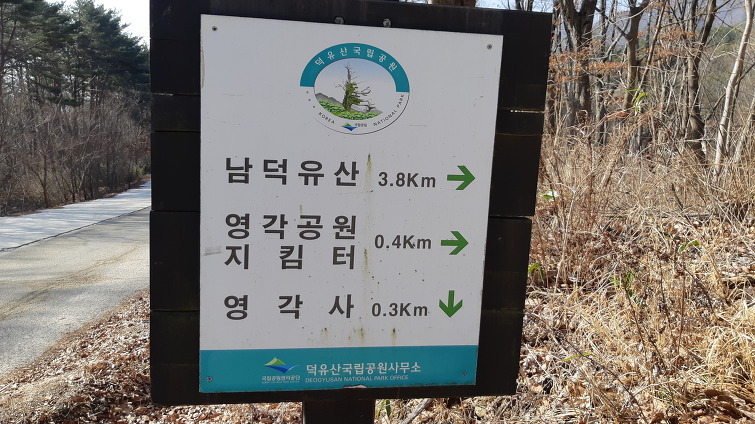 덕유산국립공원
KOREA NATIONAL PARK
남덕유산 3.8Km →
영각공원
지킴터 0.4Km →
영각사 0.3Km ↓
덕유산국립공원사무소
DEOGYUSAN NATIONAL PARK OFFICE